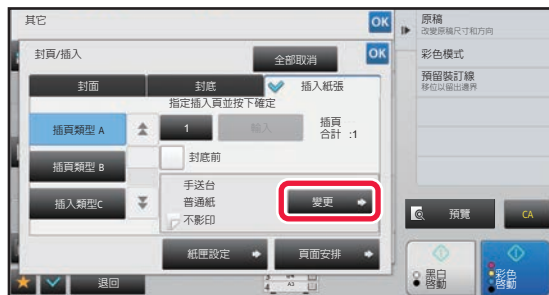 其它
OK
封頁/插入
全部取消
OK
封面
封底
插入紙張
指定插入頁並按下確定
插頁類型 A
1
輸入
插頁
合計 :1
插頁類型 B
封底前
插入類型C
手送台
普通紙
不影印
變更
紙匣設定
頁面安排
退回
原稿
改變原稿尺寸和方向
彩色模式
預留裝訂線
移位以留出邊界
預覽
CA
黑白
啓動
彩色
啓動